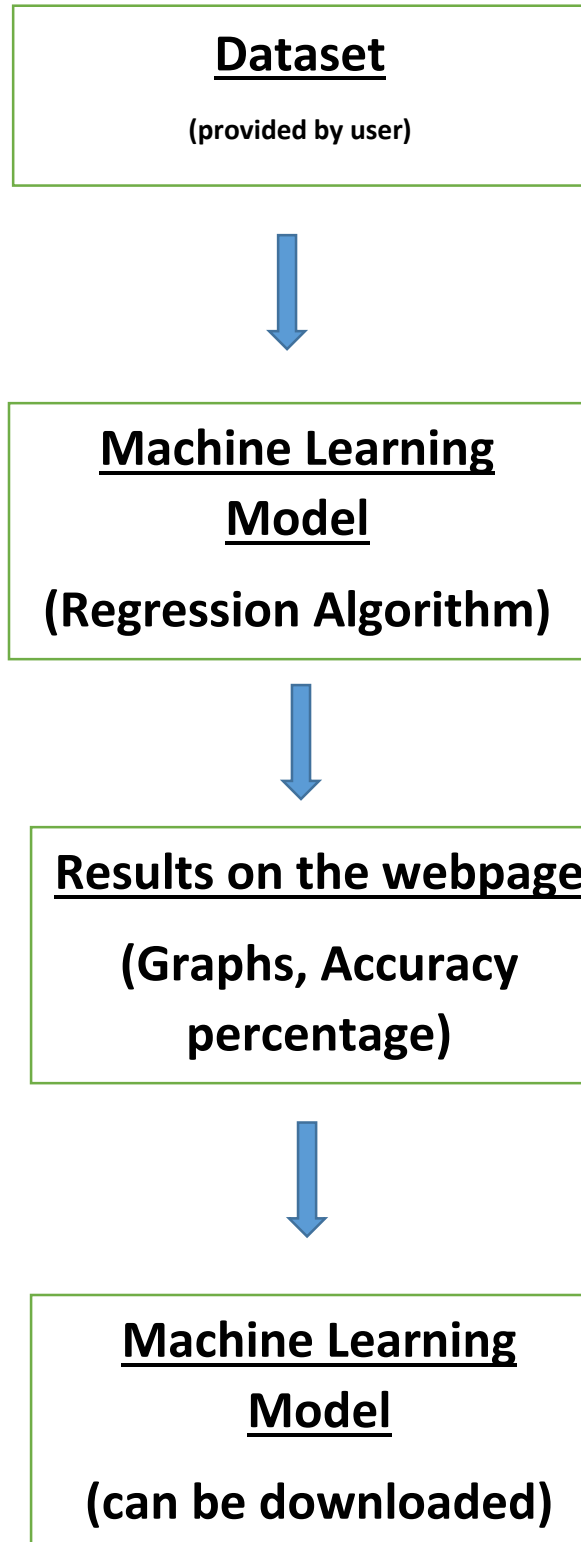 Dataset
(provided by user)
Machine Learning
Model
(Regression Algorithm)
Results on the webpage
(Graphs, Accuracy
percentage)
Machine Learning
Model
(can be downloaded)